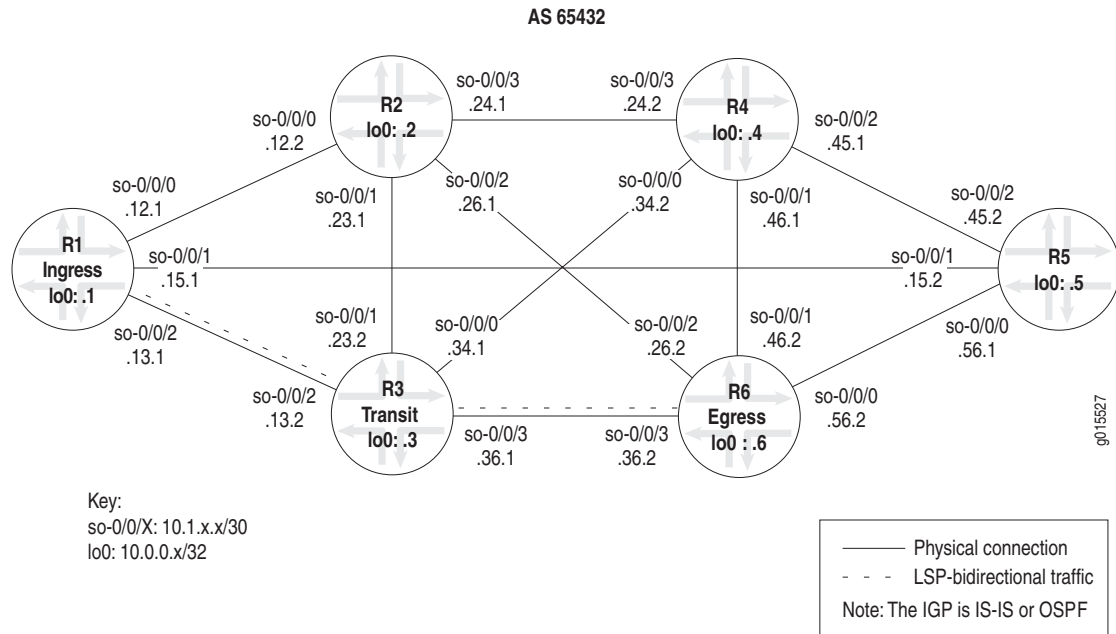 AS 65432
R2
lo0: .2
so-0/0/3
.24.1
so-0/0/3
.24.2
R4
lo0: .4
so-0/0/0
.12.2
so-0/0/2
.45.1
so-0/0/0
.12.1
so-0/0/1
.23.1
so-0/0/2
.26.1
so-0/0/0
.34.2
so-0/0/1
.46.1
so-0/0/2
.45.2
R1
Ingress
lo0: .1
so-0/0/1
.15.1
so-0/0/1
.15.2
R5
lo0: .5
so-0/0/2
.13.1
so-0/0/1
.23.2
so-0/0/0
.34.1
so-0/0/2
.26.2
so-0/0/1
.46.2
so-0/0/0
.56.1
so-0/0/2
.13.2
R3
Transit
lo0: .3
so-0/0/3
.36.1
so-0/0/3
.36.2
R6
Egress
lo0 : .6
so-0/0/0
.56.2
g015527
Key:
so-0/0/X: 10.1.x.x/30
lo0: 10.0.0.x/32
Physical connection
LSP-bidirectional traffic
Note: The IGP is IS-IS or OSPF